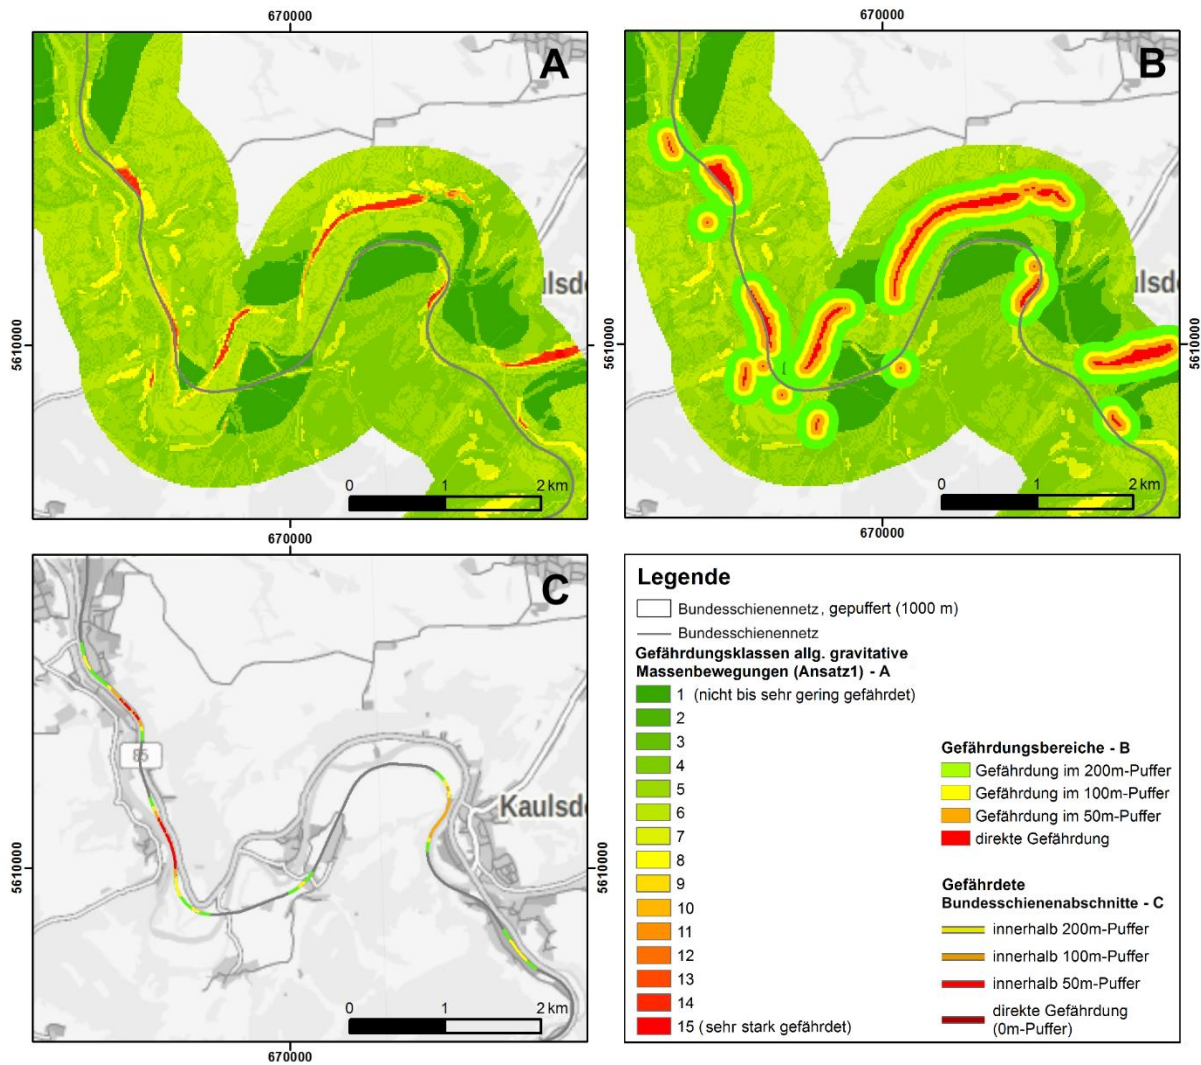 670000
670000
A
B
ulsde
ulsd
5610000
5610000
5610000
0 1 2 km
0 1 2 km
670000
670000
C
85
Kaulsde
5610000
5610000
0 1 2 km
670000
Legende
Bundesschienennetz, gepuffert (1000 m)
Bundesschienennetz
Gefährdungsklassen allg. gravitative
Massenbewegungen (Ansatz1) - A
1 (nicht bis sehr gering gefährdet)
2
3
4
5
6
7
8
9
10
11
12
13
14
15 (sehr stark gefährdet)
Gefährdungsbereiche - B
Gefährdung im 200m-Puffer
Gefährdung im 100m-Puffer
Gefährdung im 50m-Puffer
direkte Gefährdung
Gefährdete
Bundesschienenabschnitte - C
innerhalb 200m-Puffer
innerhalb 100m-Puffer
innerhalb 50m-Puffer
direkte Gefährdung
(0m-Puffer)